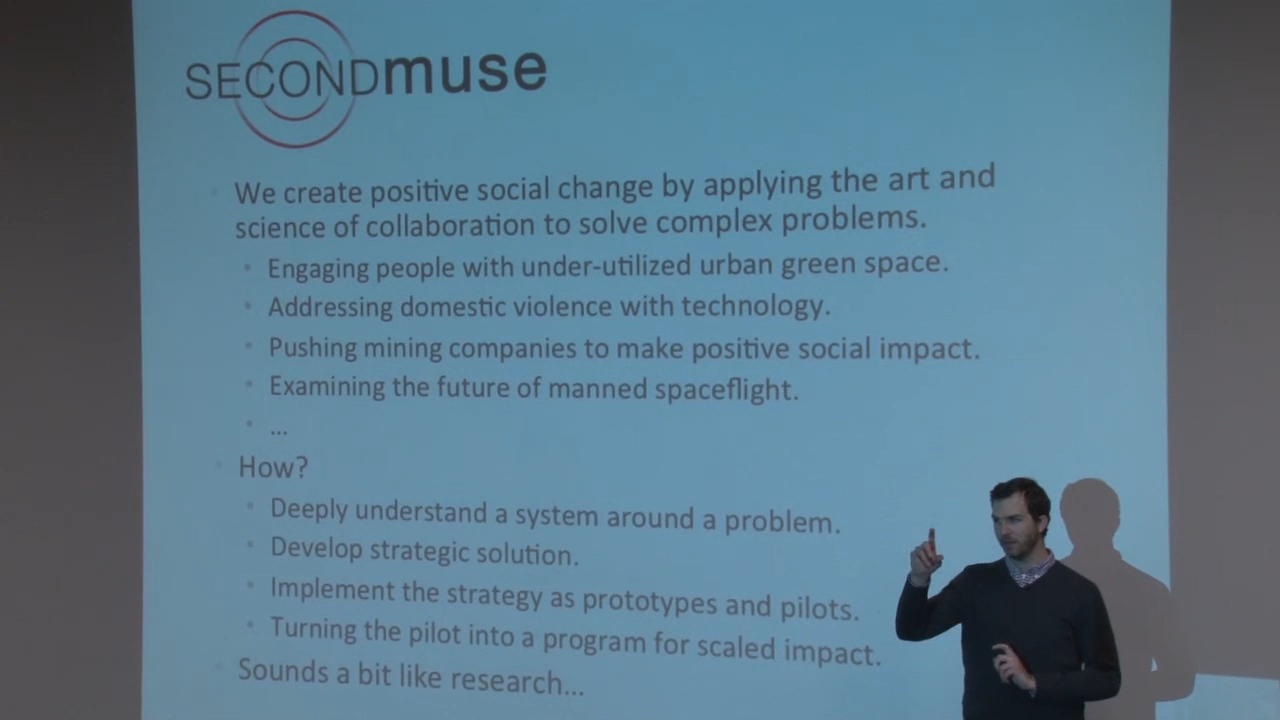 SECONDmuse
We create positive social change by applying the art and
science of collaboration to solve complex problems.
Engaging people with under-utilized urban green space.
Addressing domestic violence with technology.
Pushing mining companies to make positive social impact.
Examining the future of manned spaceflight.
...
How?
Deeply understand a system around a problem.
Develop strategic solution.
Implement the strategy as prototypes and pilots.
Turning the pilot into a program for scaled impact.
Sounds a bit like research...